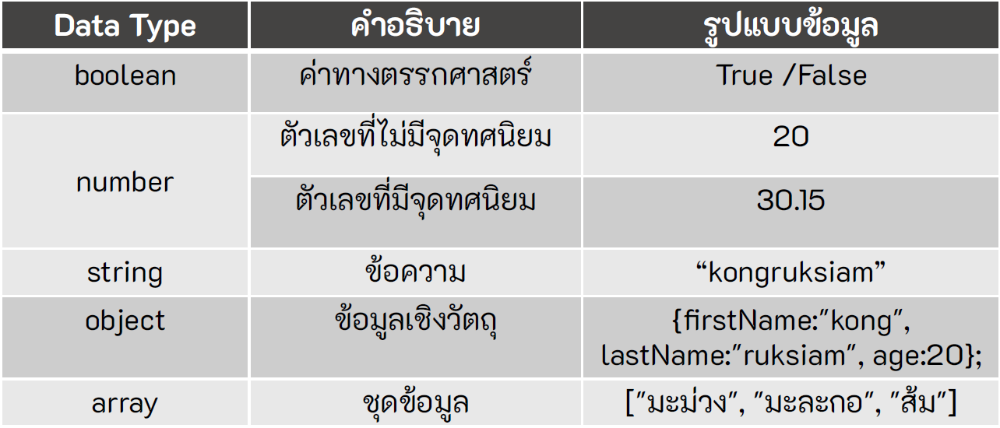 Data Type คำอธิบาย รูปแบบข้อมูล
boolean ค่าทางตรรกศาสตร์ True /False
number ตัวเลขที่ไม่มีจุดทศนิยม 20
ตัวเลขที่มีจุดทศนิยม 30.15
string ข้อความ “kongruksiam”
object ข้อมูลเชิงวัตถุ {firstName:"kong",
lastName:"ruksiam", age:20};
array ชุดข้อมูล ["มะม่วง", "มะละกอ", "ส้ม"]